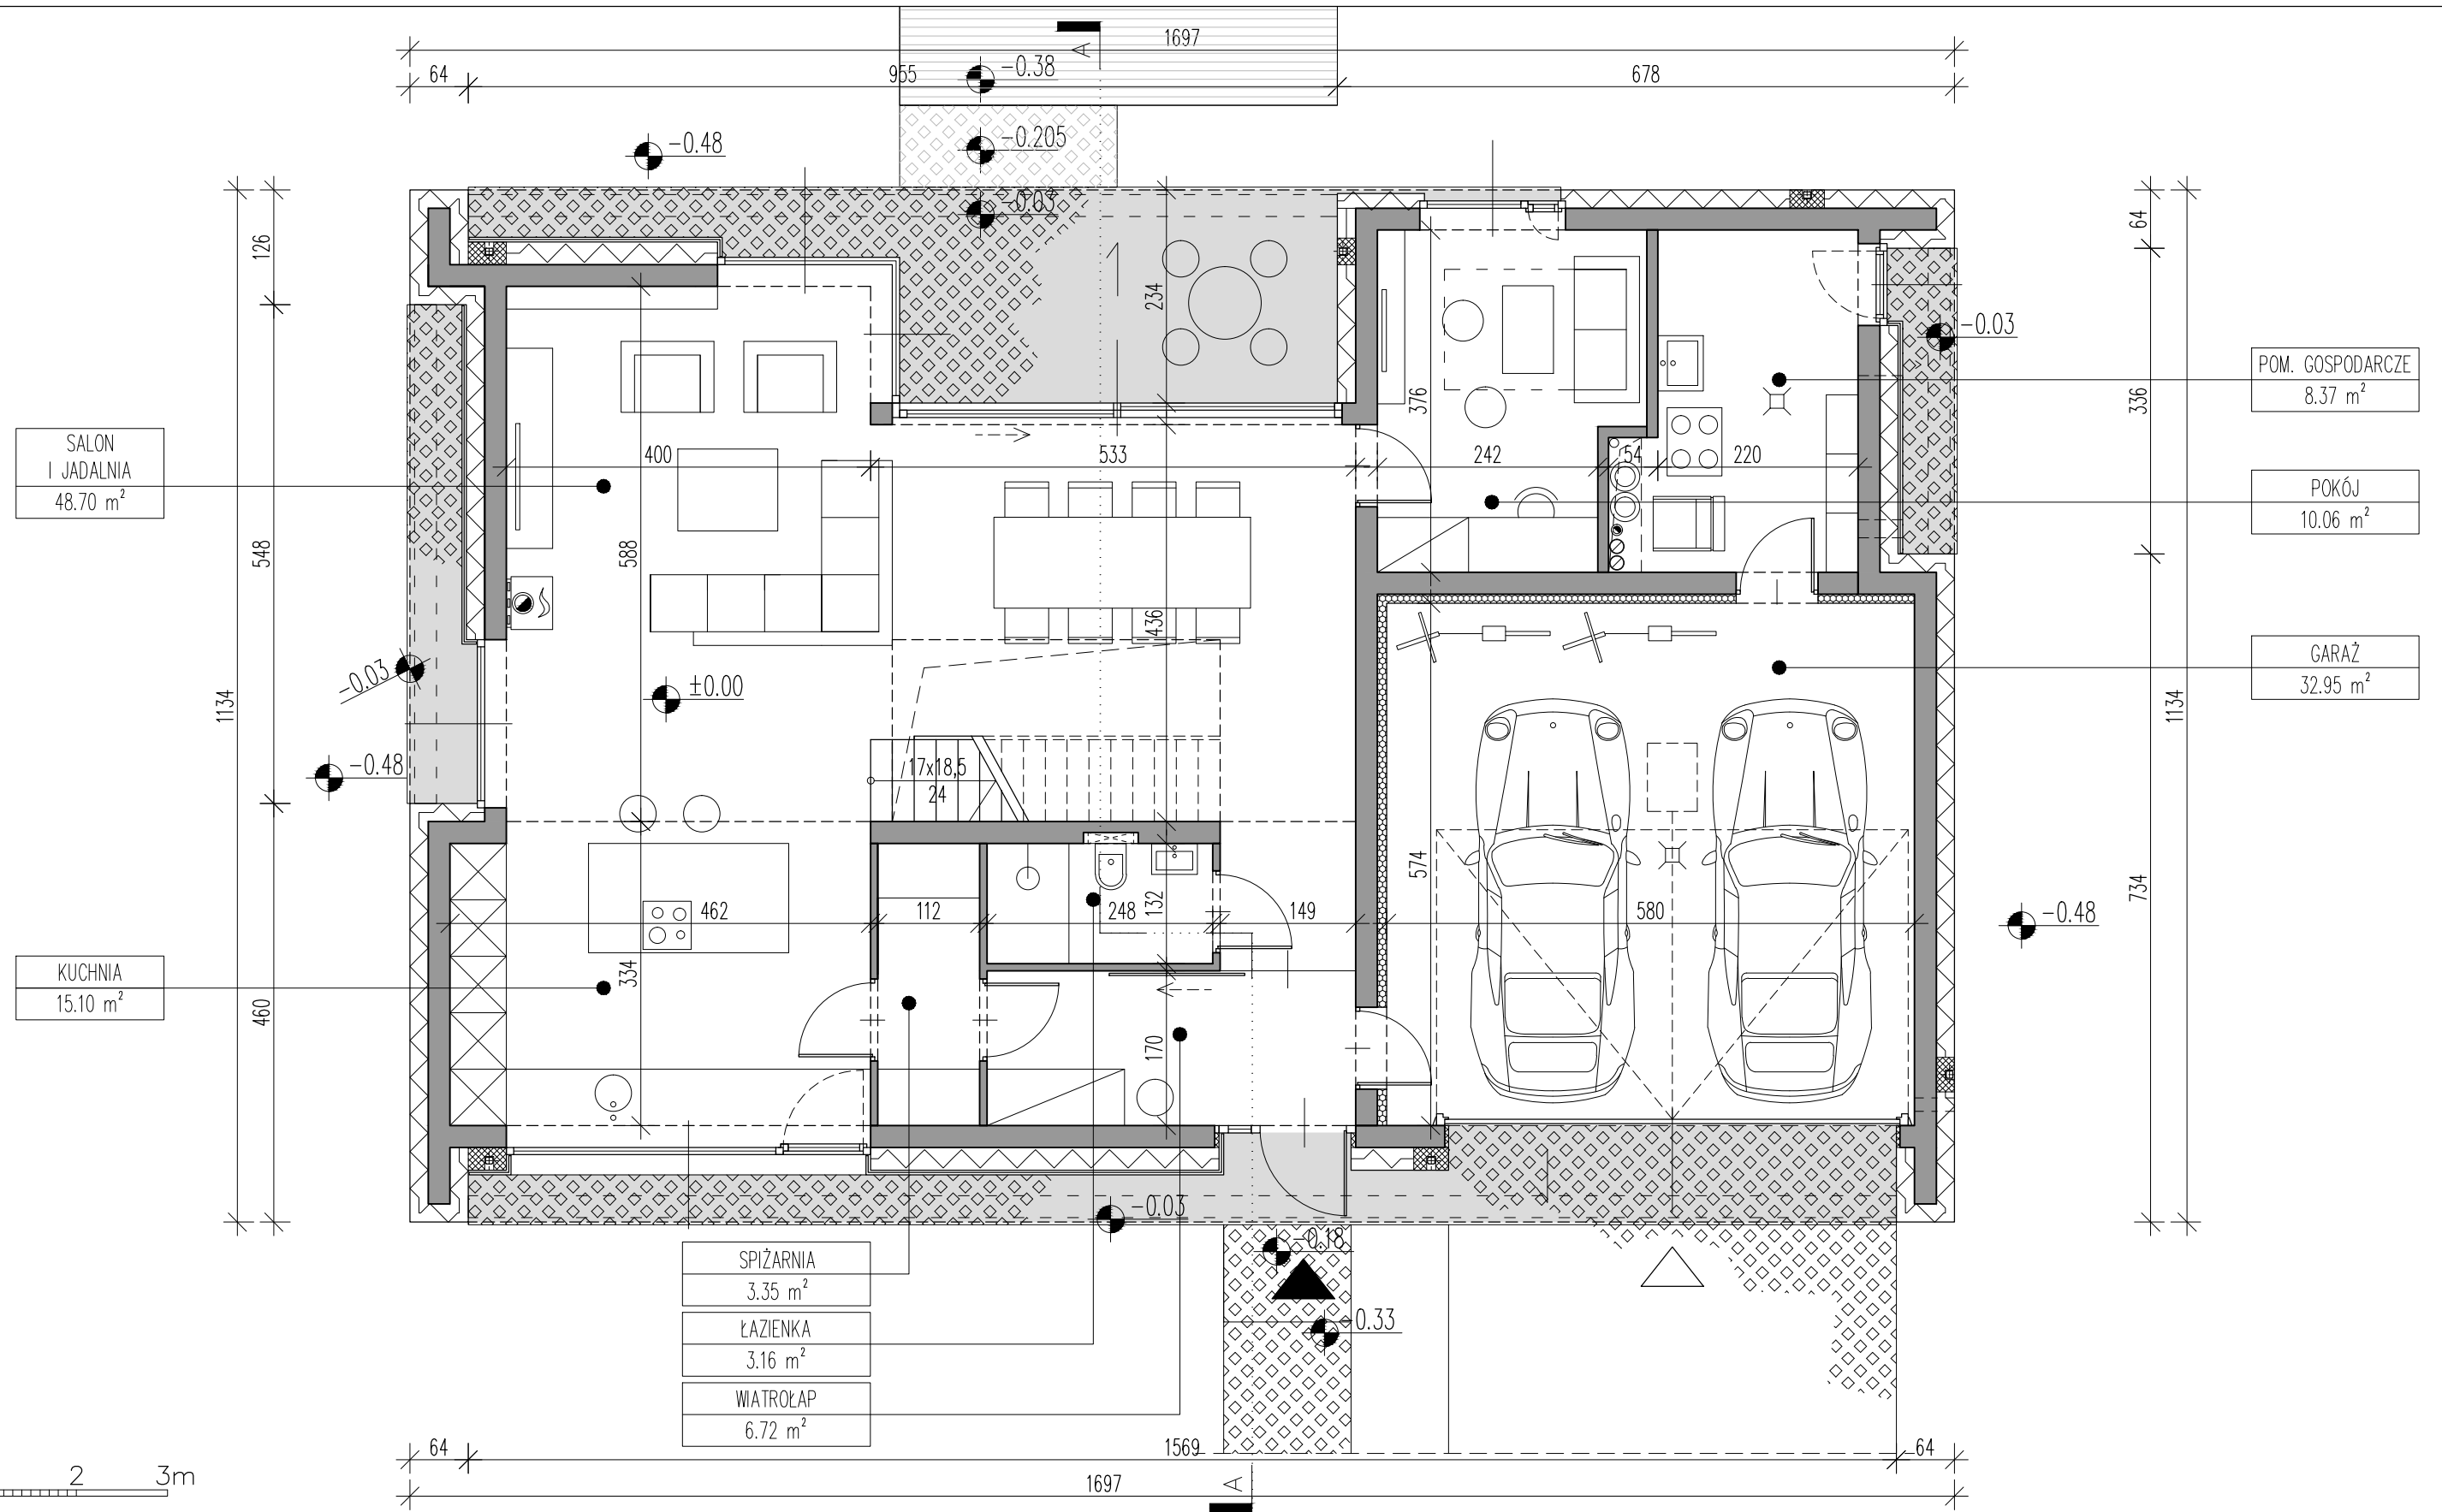 A
1697
64
955
-0.38
678
-0.48
-0.205
-0.03
126
234
64
-0.03
336
376
POM. GOSPODARCZE
8.37 m²
SALON
I JADALNIA
48.70 m²
400
533
242
54
220
POKÓJ
10.06 m²
548
588
436
GARAŻ
32.95 m²
-0.03
±0.00
1134
1134
-0.48
17x18,5
24
574
734
462
112
248
132
149
580
-0.48
KUCHNIA
15.10 m²
334
460
170
-0.03
-0.18
SPIŻARNIA
3.35 m²
ŁAZIENKA
3.16 m²
-0.33
WIATROŁAP
6.72 m²
64
1569
64
2
3m
1697
A